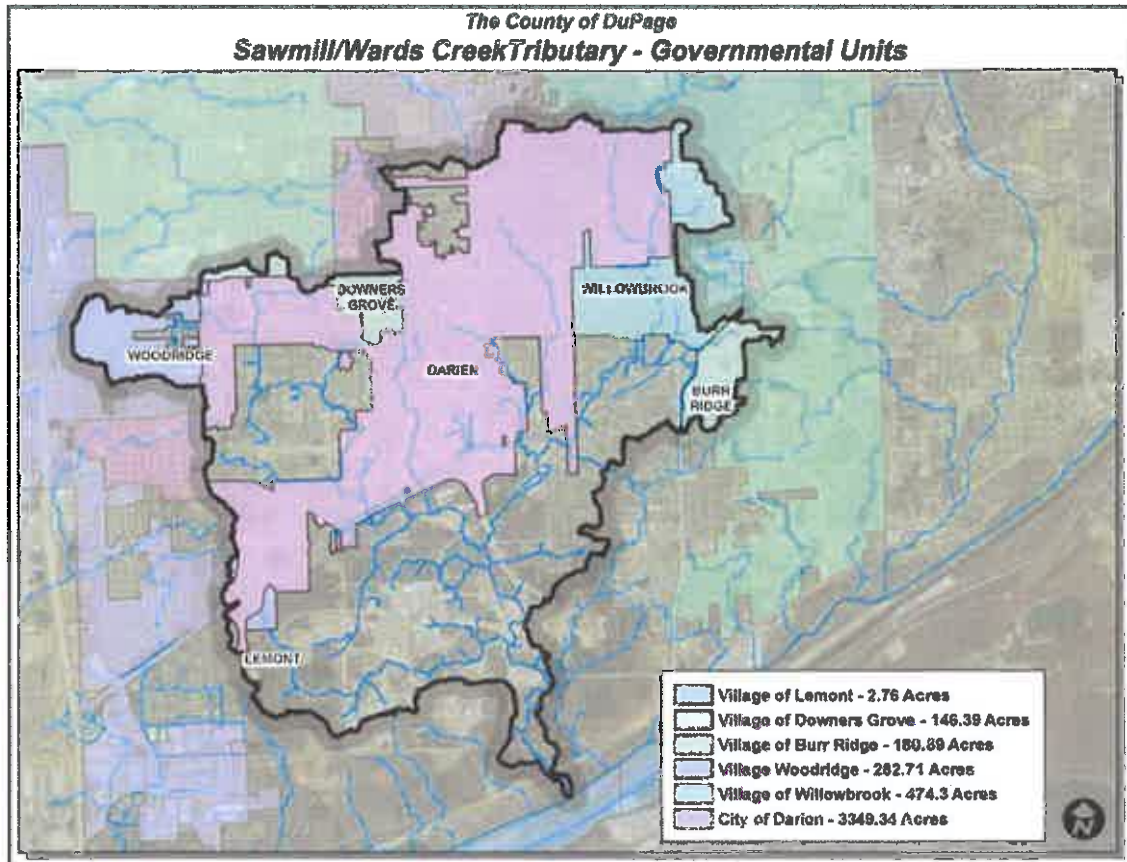 The County of DuPage
Sawmill/Wards CreekTributary - Governmental Units
DOWNERS
GROVE
WILLOWBROOK
WOODRIDGE
DARIEN
BURR
RIDGE
LEMONT
Village of Lemont - 2.76 Acres
Village of Downers Grove - 146.39 Acres
Village of Burr Ridge - 180.89 Acres
Village Woodridge - 282.71 Acres
Village of Willowbrook - 474.3 Acres
City of Darien - 3349.34 Acres
N